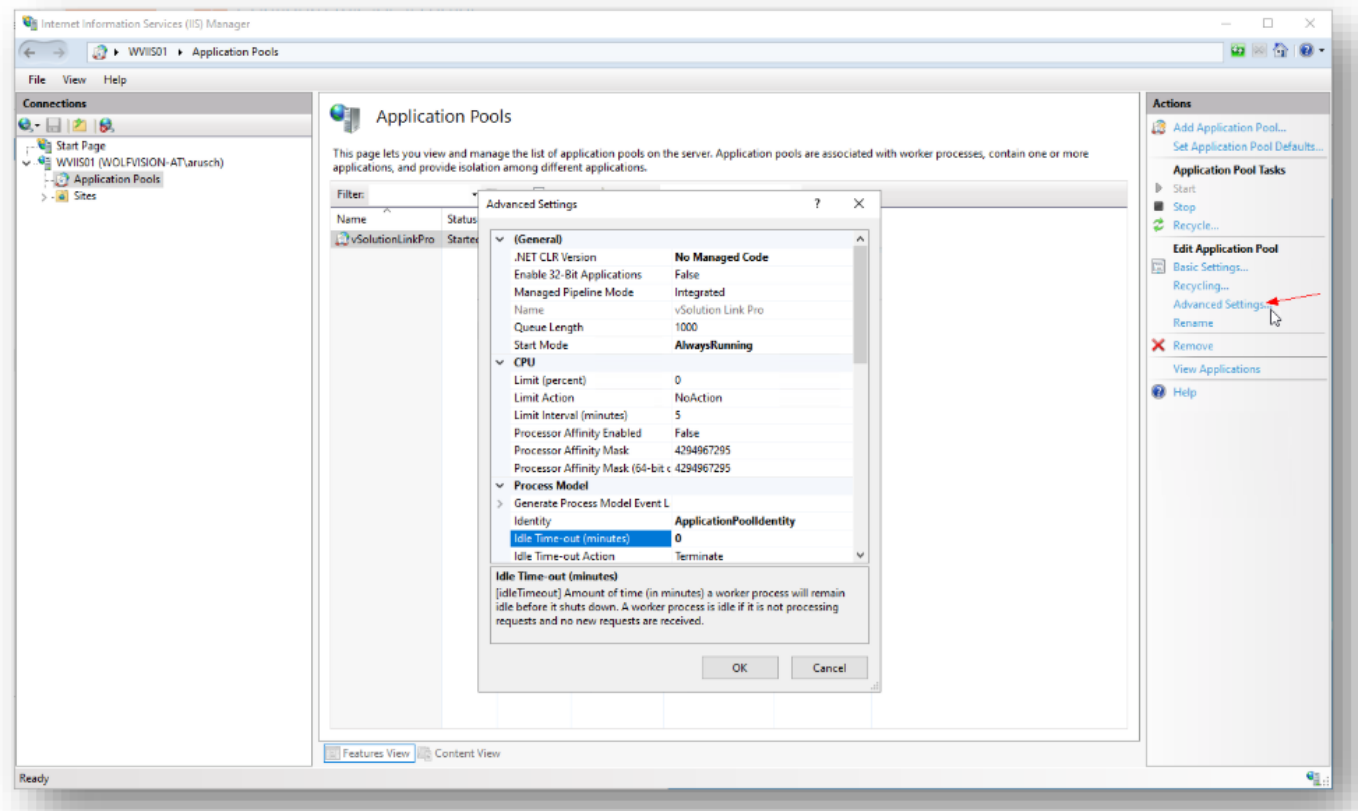 Internet Information Services (IIS) Manager
WVIIS01 Application Pools
File View Help
Connections
Start Page
WVIIS01 (WOLFVISION-AT\arusch)
Application Pools
Sites
Application Pools
This page lets you view and manage the list of application pools on the server. Application pools are associated with worker processes, contain one or more
applications, and provide isolation among different applications.
Filter:
Name Status
vSolutionLinkPro Started
Advanced Settings ?
(General)
.NET CLR Version No Managed Code
Enable 32-Bit Applications False
Managed Pipeline Mode Integrated
Name vSolution Link Pro
Queue Length 1000
Start Mode AlwaysRunning
CPU
Limit (percent) 0
Limit Action NoAction
Limit Interval (minutes) 5
Processor Affinity Enabled False
Processor Affinity Mask 4294967295
Processor Affinity Mask (64-bit c 4294967295
Process Model
Generate Process Model Event L
Identity ApplicationPoolIdentity
Idle Time-out (minutes) 0
Idle Time-out Action Terminate
Idle Time-out (minutes)
[idleTimeout] Amount of time (in minutes) a worker process will remain
idle before it shuts down. A worker process is idle if it is not processing
requests and no new requests are received.
OK Cancel
Features View Content View
Actions
Add Application Pool...
Set Application Pool Defaults...
Application Pool Tasks
Start
Stop
Recycle...
Edit Application Pool
Basic Settings...
Recycling...
Advanced Settings...
Rename
Remove
View Applications
Help
Ready